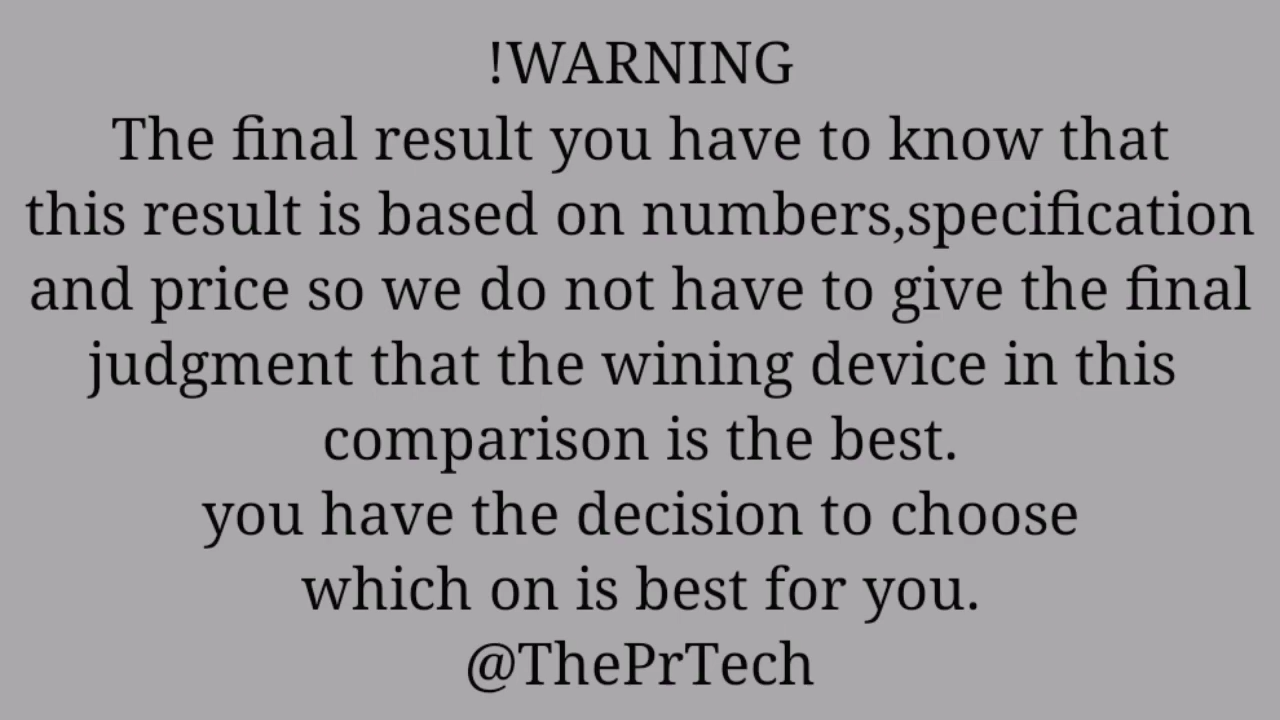 !WARNING
The final result you have to know that
this result is based on numbers,specification
and price so we do not have to give the final
judgment that the wining device in this
comparison is the best.
you have the decision to choose
which on is best for you.
@ThePrTech